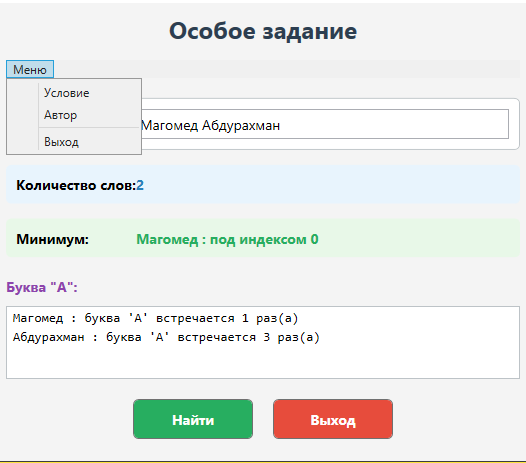 Особое задание
Меню
Условие
Автор
Выход
Магомед Абдурахман
Количество слов:2
Минимум: Магомед : под индексом 0
Буква "А":
Магомед : буква 'А' встречается 1 раз(а)
Абдурахман : буква 'А' встречается 3 раз(а)
Найти Выход